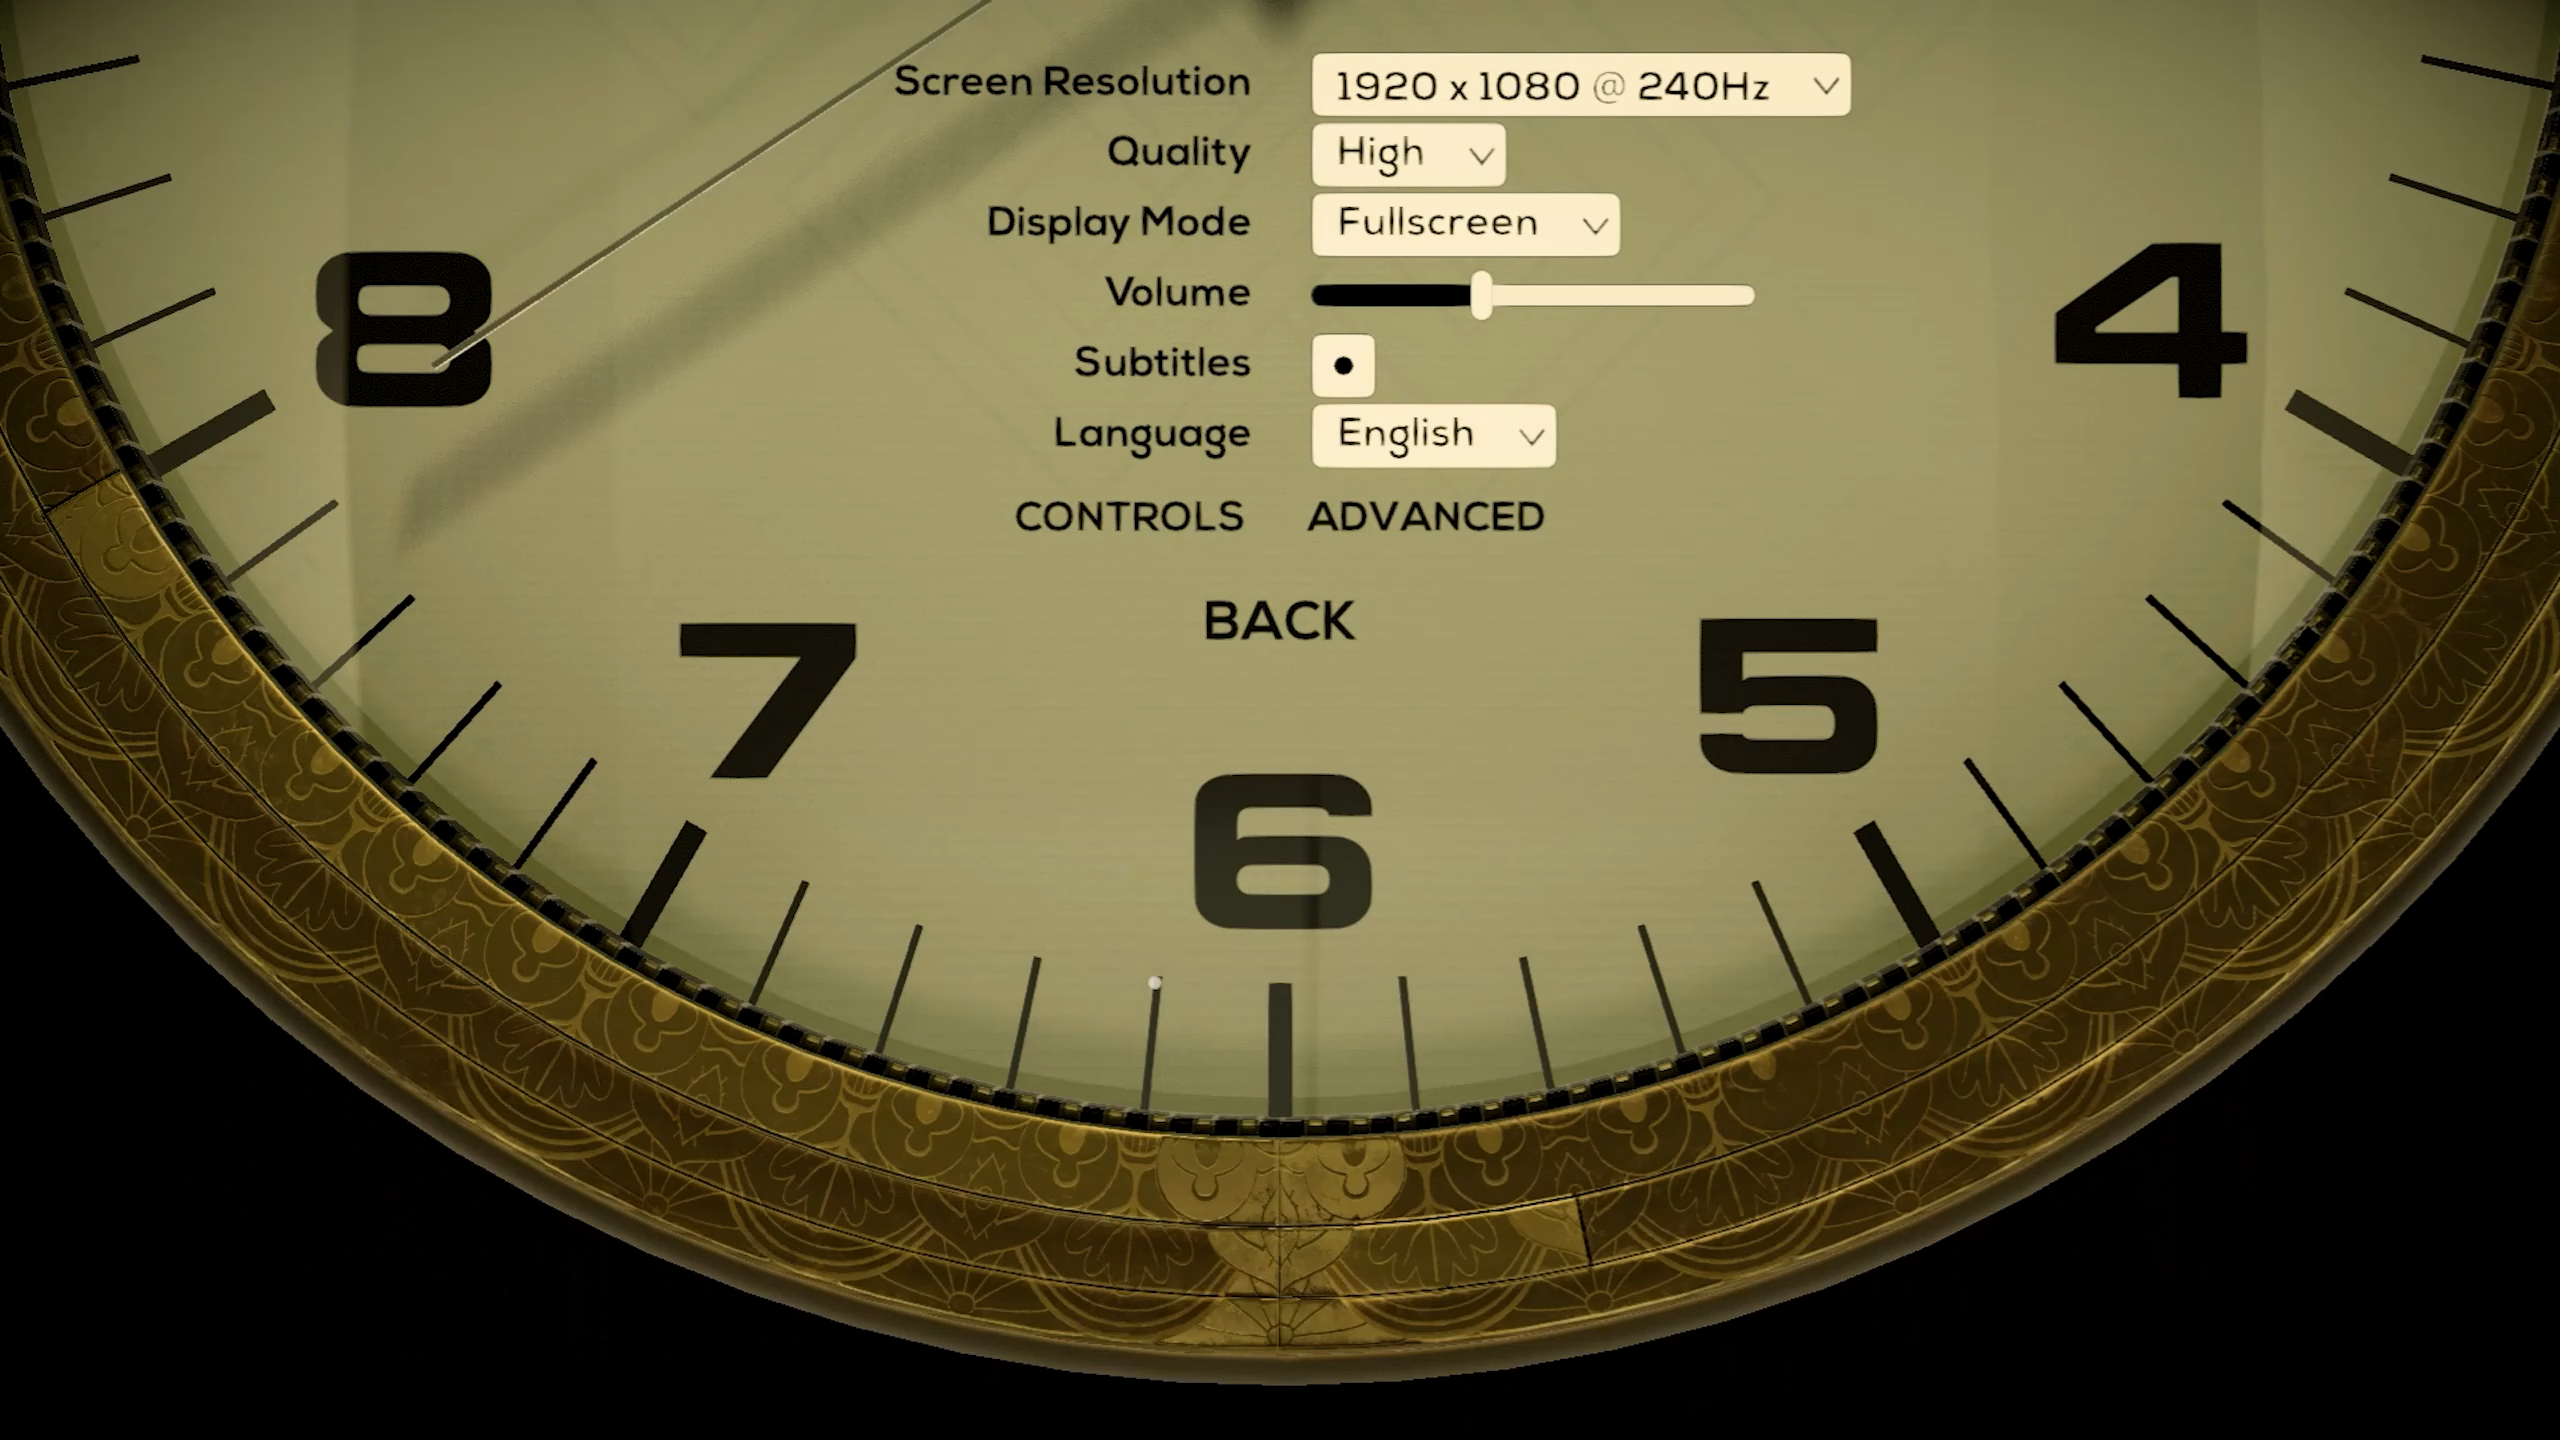 Screen Resolution 1920 x 1080 @ 240Hz
Quality High
Display Mode Fullscreen
Volume
Subtitles
Language English
CONTROLS ADVANCED
BACK
8 4
7 5
6